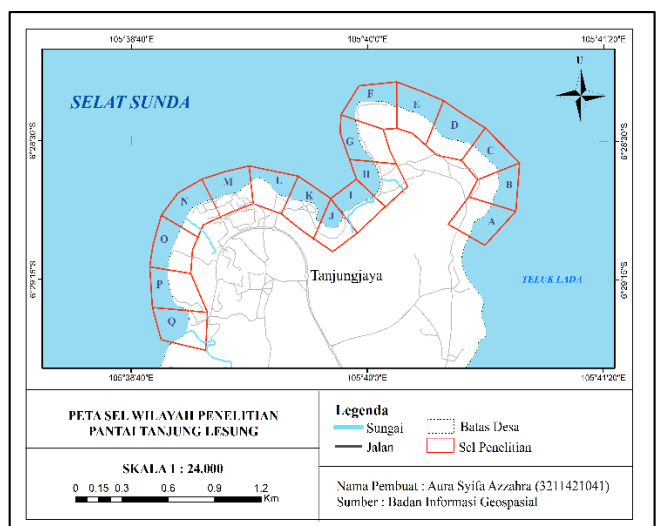 105°38'40"E 105°40'0"E 105°41'20"E
U
SELAT SUNDA
6°28'30"S 6°28'30"S
F
E
D
G
C
H
B
L
M
I
K
N
A
J
O
Tanjungjaya
6°29'15"S 6°29'15"S
P
TELUK LADA
Q
105°38'40"E 105°40'0"E 105°41'20"E
PETA SEL WILAYAH PENELITIAN
PANTAI TANJUNG LESUNG
SKALA 1 : 24.000
0 0.15 0.3 0.6 0.9 1.2
Km
Legenda
Sungai Batas Desa
Jalan Sel Penelitian
Nama Pembuat : Aura Syifa Azzahra (3211421041)
Sumber : Badan Informasi Geospasial